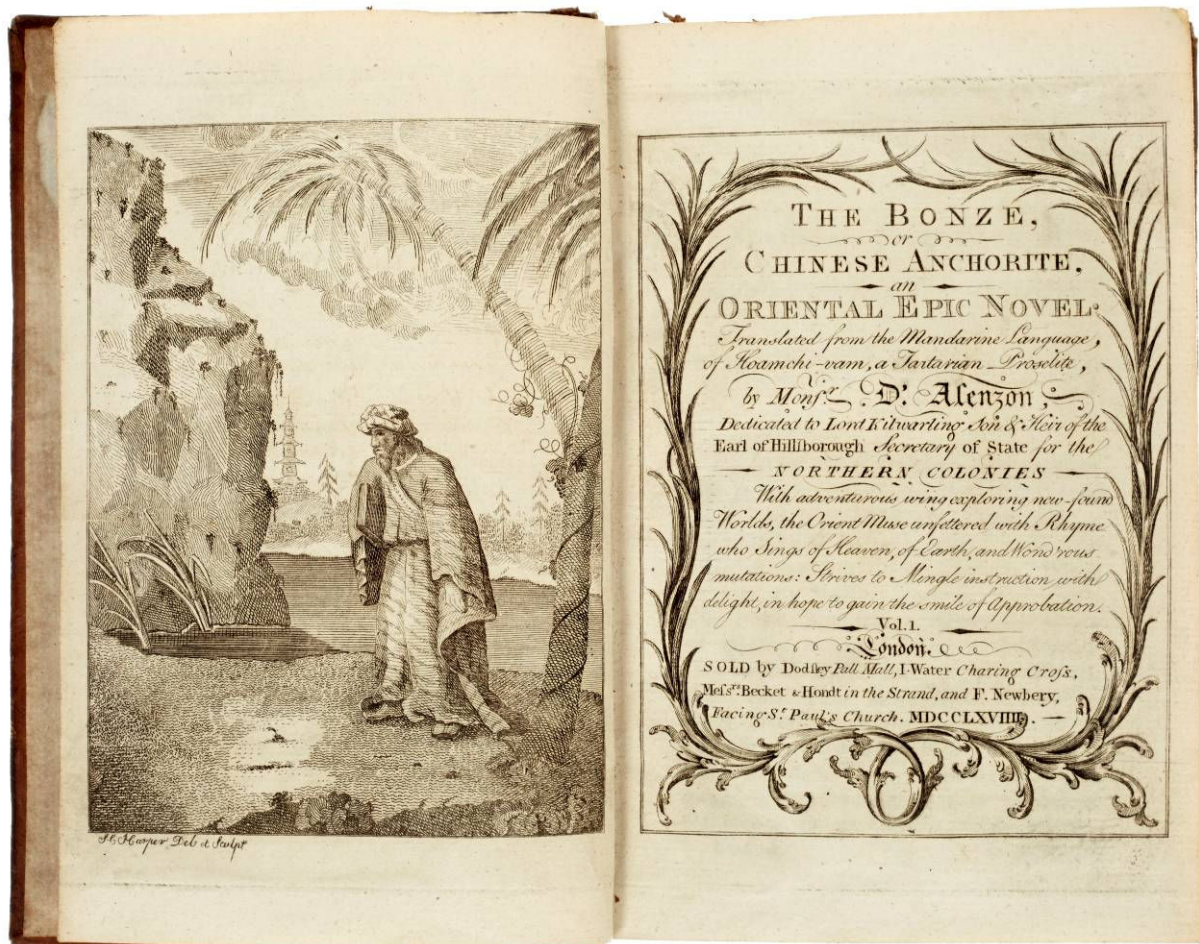 H Harper Del. et Sculpt.
THE BONZE,
or
CHINESE ANCHORITE,
an
ORIENTAL EPIC NOVEL.
Translated from the Mandarine Language,
of Hoamchi-vam, a Tartarian Proselite,
by Monsr. D'. Alenzon,
Dedicated to Lord Kilwarling Son & Heir of the
Earl of Hillſborough Secretary of State for the
NORTHERN COLONIES
With adventurous wing exploring new-found
Worlds, the Orient Muse unfettered with Rhyme
who Sings of Heaven, of Earth, and Wond'rous
mutations: Strives to Mingle instruction with
delight, in hope to gain the smile of Approbation.
Vol. I.
London.
SOLD by Dodſley Pall Mall, I. Water Charing Croſs,
Meſsrs. Becket & Hondt in the Strand, and F. Newbery,
Facing St. Paul's Church. MDCCLXVIIII.